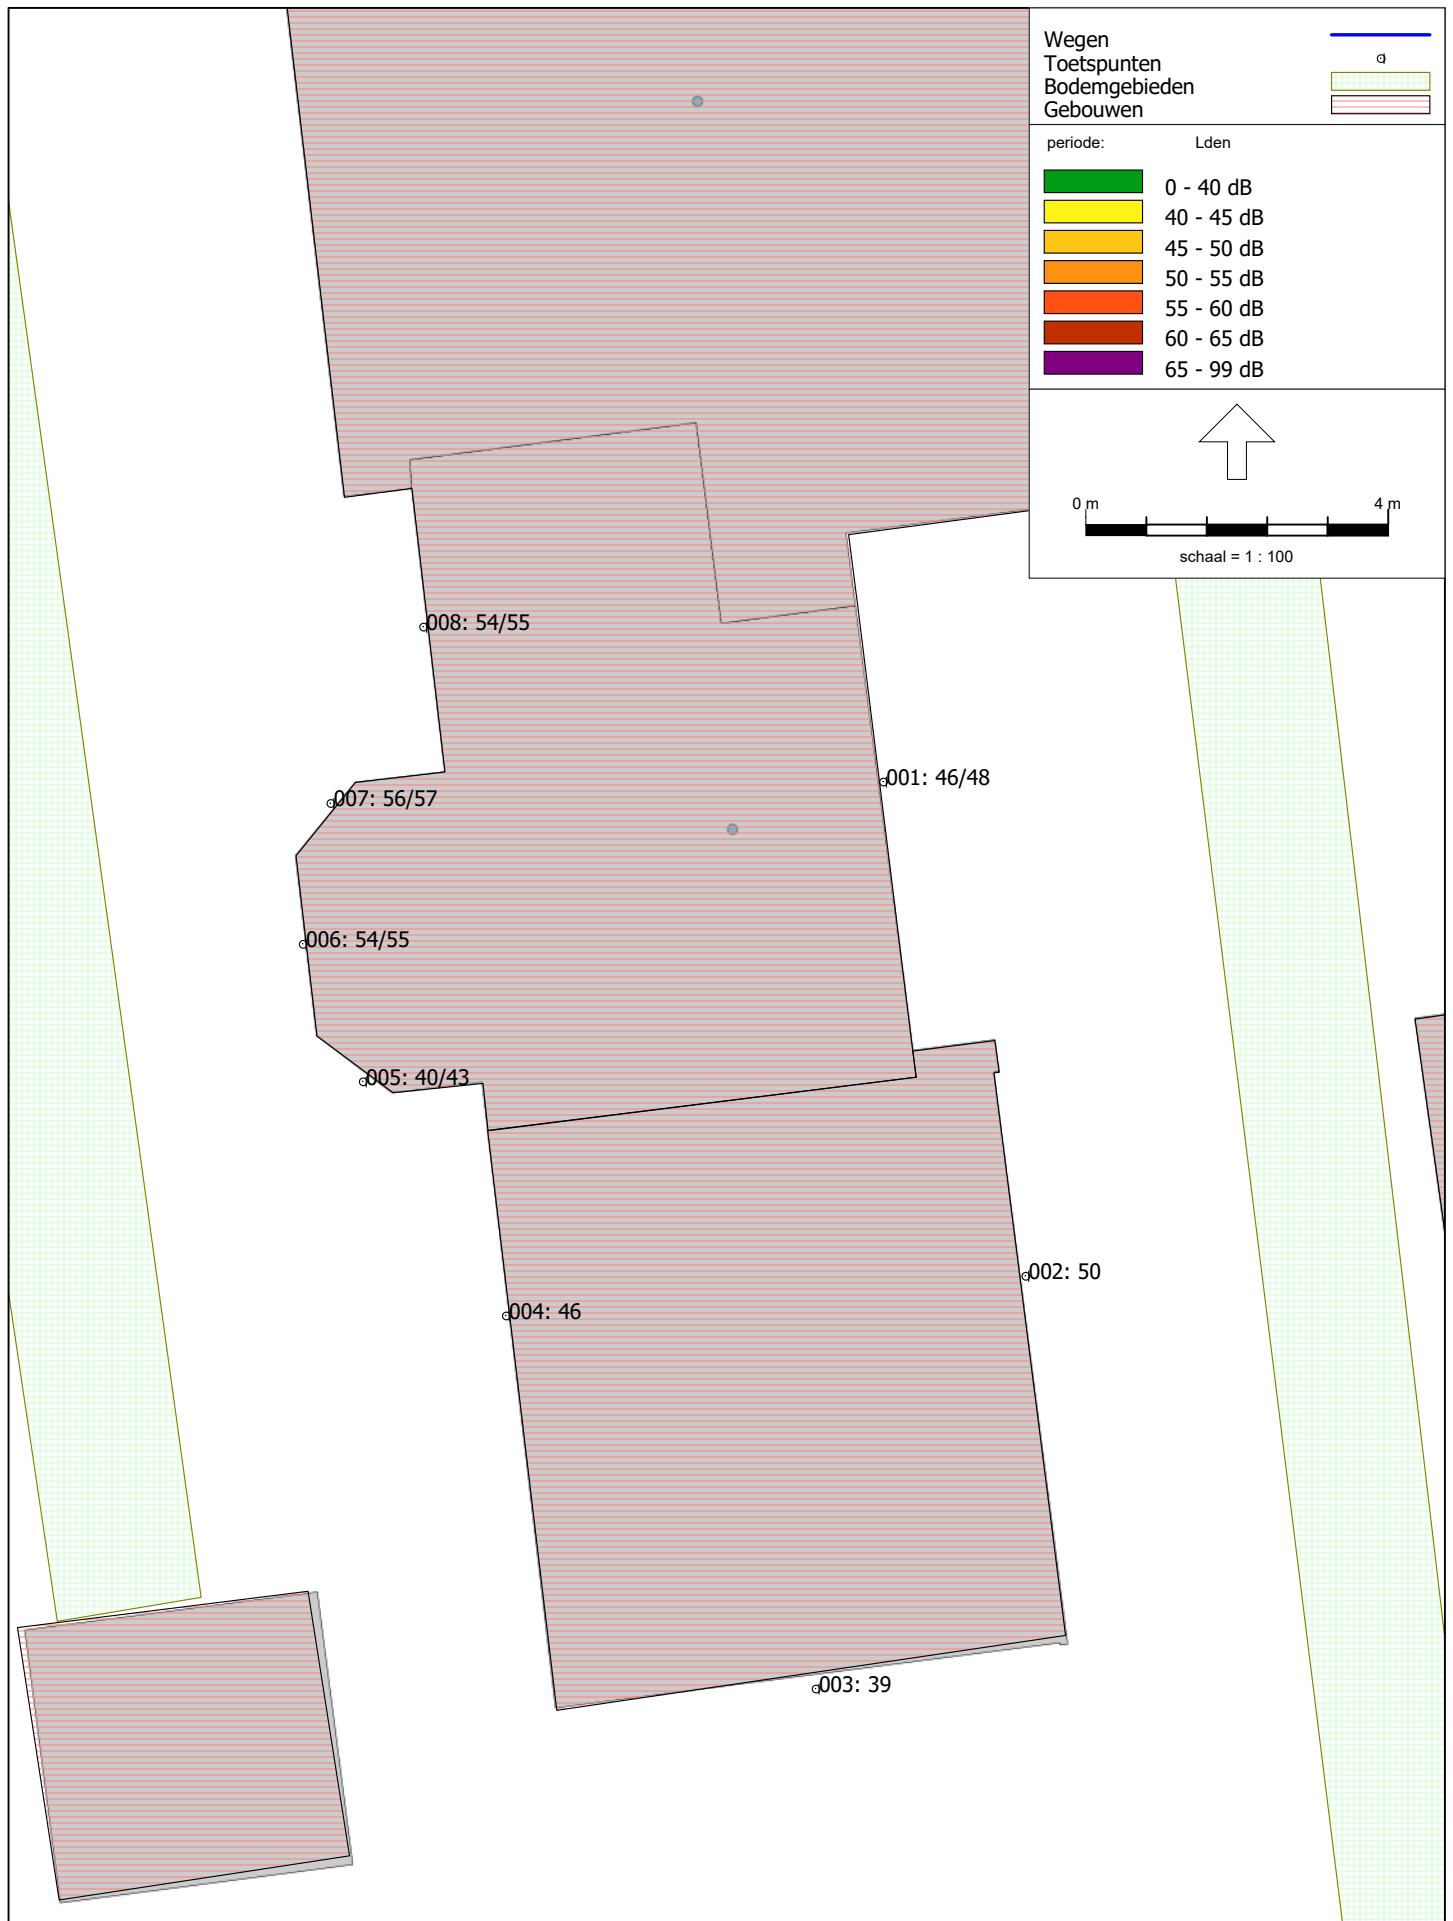 Wegen
Toetspunten
Bodemgebieden
Gebouwen
periode: Lden
0 - 40 dB
40 - 45 dB
45 - 50 dB
50 - 55 dB
55 - 60 dB
60 - 65 dB
65 - 99 dB
0 m 4 m
schaal = 1 : 100
008: 54/55
001: 46/48
007: 56/57
006: 54/55
005: 40/43
002: 50
004: 46
003: 39